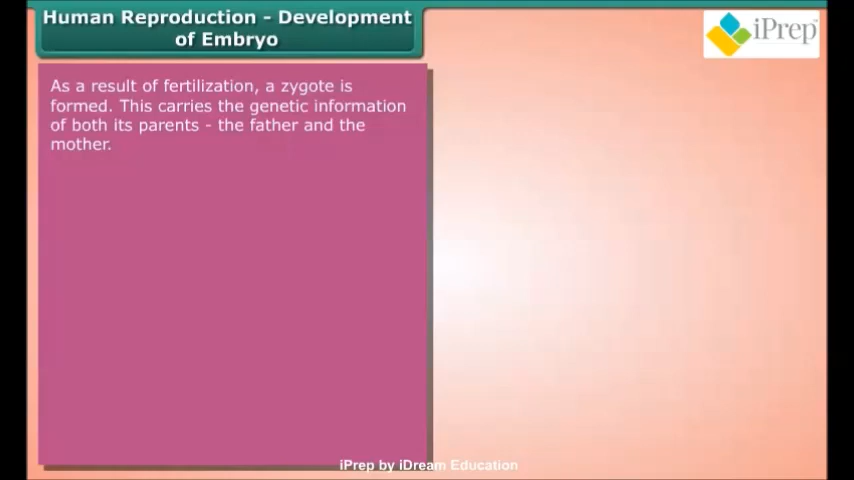 Human Reproduction - Development
of Embryo
iPrep
As a result of fertilization, a zygote is
formed. This carries the genetic information
of both its parents - the father and the
mother.
iPrep by iDream Education